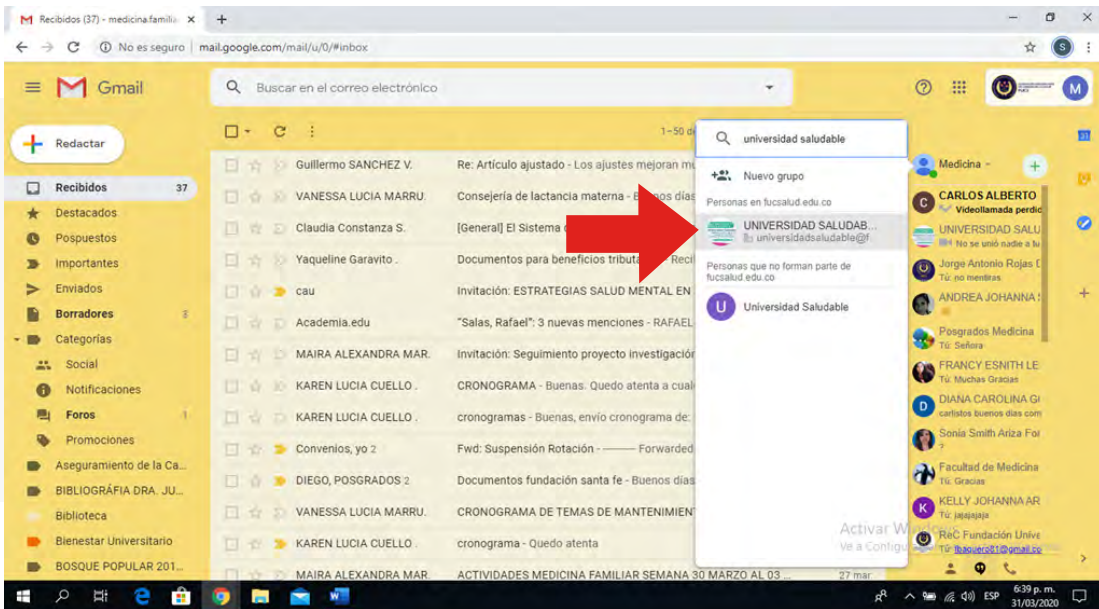 Recibidos (37) - medicina.familia
No es seguro
mail.google.com/mail/u/0/#inbox
S
Gmail
Buscar en el correo electrónico
M
Redactar
1-50 d
Recibidos 37
Destacados
Pospuestos
Importantes
Enviados
Borradores 3
Categorías
Social
Notificaciones
Foros 1
Promociones
Aseguramiento de la Ca...
BIBLIOGRÁFIA DRA. JU...
Biblioteca
Bienestar Universitario
BOSQUE POPULAR 201...
Guillermo SANCHEZ V. Re: Artículo ajustado - Los ajustes mejoran mu
VANESSA LUCIA MARRU. Consejería de lactancia materna - días
Claudia Constanza S. [General] El Sistema
Yaqueline Garavito . Documentos para beneficios
cau Invitación: ESTRATEGIAS SALUD MENTAL EN
Academia.edu "Salas, Rafael": 3 nuevas menciones - RAFAEL
MAIRA ALEXANDRA MAR. Invitación: Seguimiento proyecto investigación
KAREN LUCIA CUELLO . CRONOGRAMA - Buenas. Quedo atenta a cual
KAREN LUCIA CUELLO . cronogramas - Buenas, envío cronograma de:
Convenios, yo 2 Fwd: Suspensión Rotación - ---------- Forwarded
DIEGO, POSGRADOS 2 Documentos fundación santa fe - Buenos días
VANESSA LUCIA MARRU. CRONOGRAMA DE TEMAS DE MANTENIMIEN
KAREN LUCIA CUELLO . cronograma - Quedo atenta
MAIRA ALEXANDRA MAR. ACTIVIDADES MEDICINA FAMILIAR SEMANA 30 MARZO AL 03 ... 27 mar
universidad saludable
Nuevo grupo
Personas en fucsalud.edu.co
UNIVERSIDAD SALUDAB...
universidadsaludable@f
Personas que no forman parte de
fucsalud.edu.co
U
Universidad Saludable
Medicina
C
CARLOS ALBERTO
Videollamada perdid
UNIVERSIDAD SALU
No se unió nadie a tu
Jorge Antonio Rojas
Tú: no mentiras
ANDREA JOHANNA
Posgrados Medicina
Tú: Señora
FRANCY ESNITH LE
Tú: Muchas Gracias
D
DIANA CAROLINA GI
carlistos buenos dias com
Sonia Smith Ariza For
?
Facultad de Medicina
Tú: Gracias
K
KELLY JOHANNA AR
Tú: jajajajaja
ReC Fundación Unive
Tú: lbaquero81@gmail.co
Activar Windows
Ve a Configu
ESP
6:39 p. m.
31/03/2020